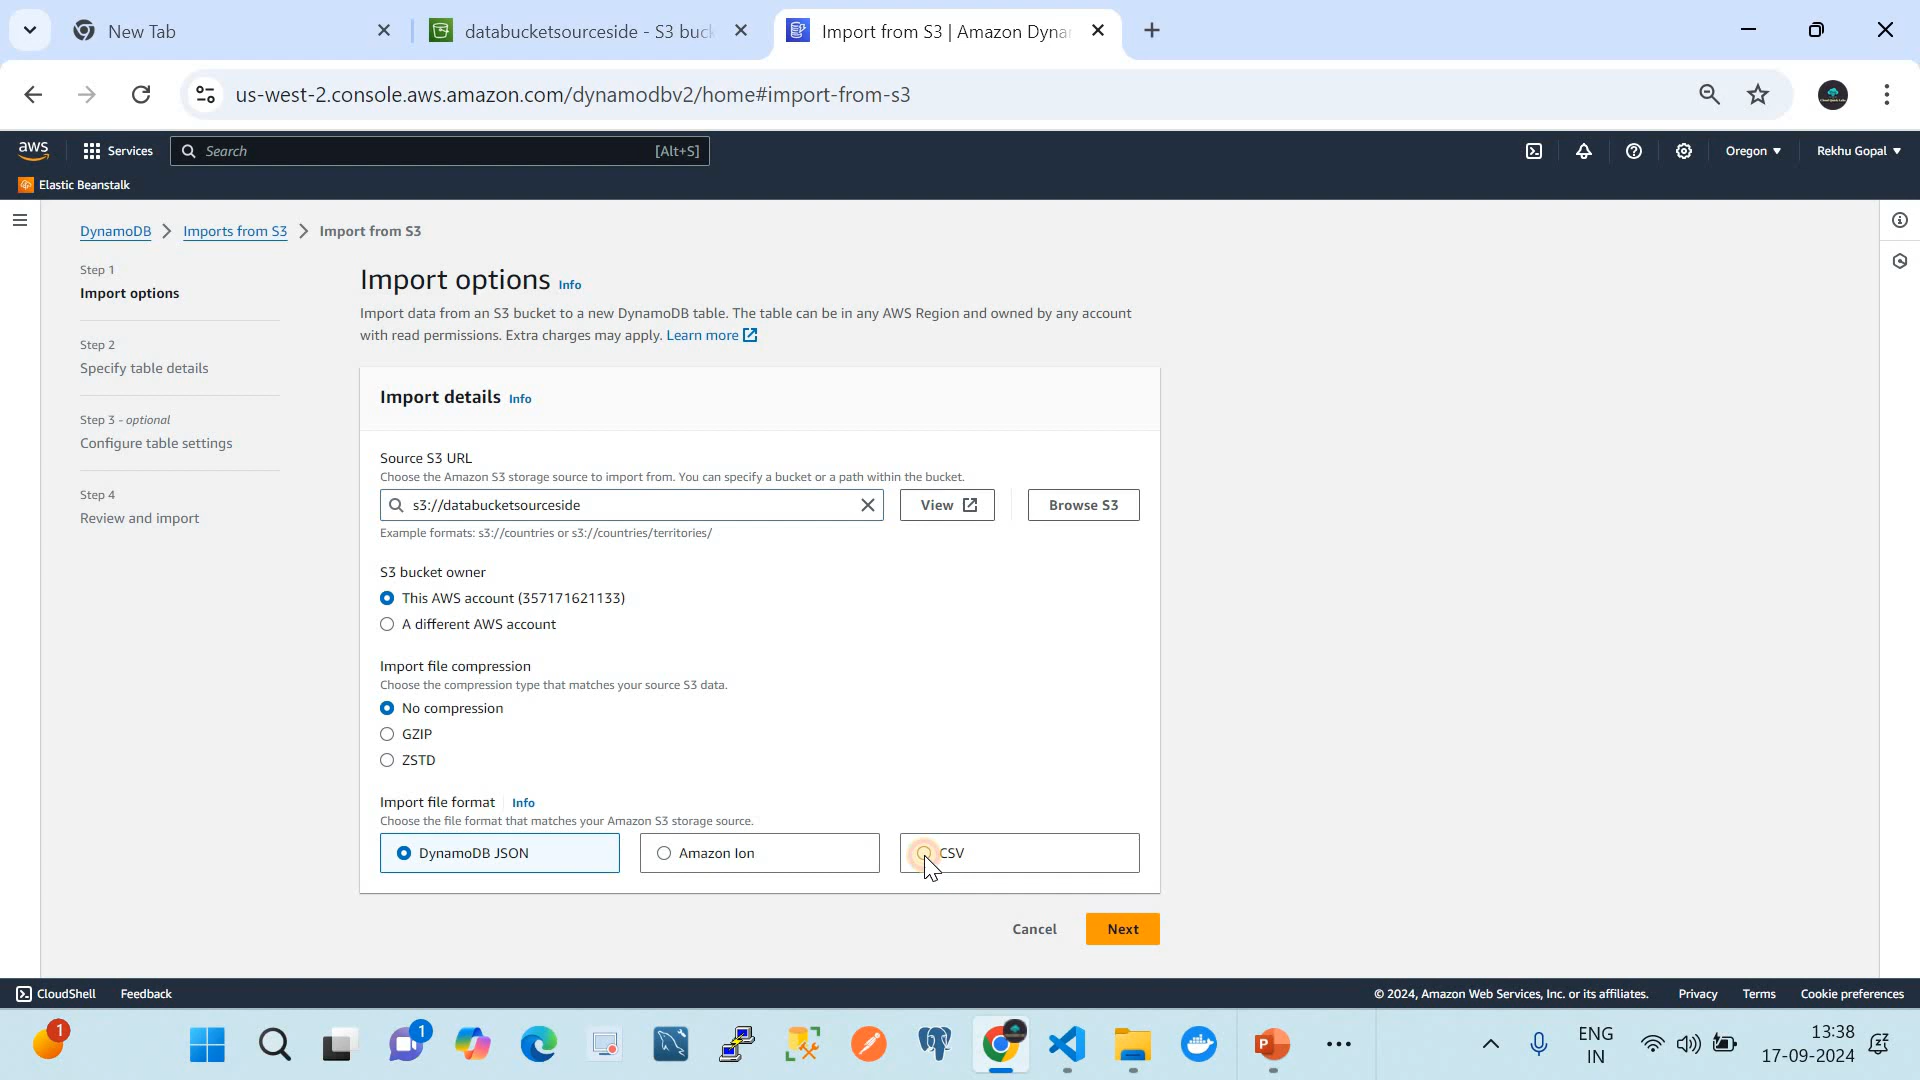 New Tab
databucketsourceside - S3 buc
Import from S3 | Amazon Dyna
us-west-2.console.aws.amazon.com/dynamodbv2/home#import-from-s3
aws
Services
Search
[Alt+S]
Oregon
Rekhu Gopal
Elastic Beanstalk
DynamoDB
Imports from S3
Import from S3
Step 1
Import options
Step 2
Specify table details
Step 3 - optional
Configure table settings
Step 4
Review and import
Import options Info
Import data from an S3 bucket to a new DynamoDB table. The table can be in any AWS Region and owned by any account
with read permissions. Extra charges may apply. Learn more
Import details Info
Source S3 URL
Choose the Amazon S3 storage source to import from. You can specify a bucket or a path within the bucket.
s3://databucketsourceside
View
Browse S3
Example formats: s3://countries or s3://countries/territories/
S3 bucket owner
This AWS account (357171621133)
A different AWS account
Import file compression
Choose the compression type that matches your source S3 data.
No compression
GZIP
ZSTD
Import file format Info
Choose the file format that matches your Amazon S3 storage source.
DynamoDB JSON
Amazon Ion
CSV
Cancel
Next
CloudShell
Feedback
© 2024, Amazon Web Services, Inc. or its affiliates.
Privacy
Terms
Cookie preferences
1
1
P
ENG
IN
13:38
17-09-2024